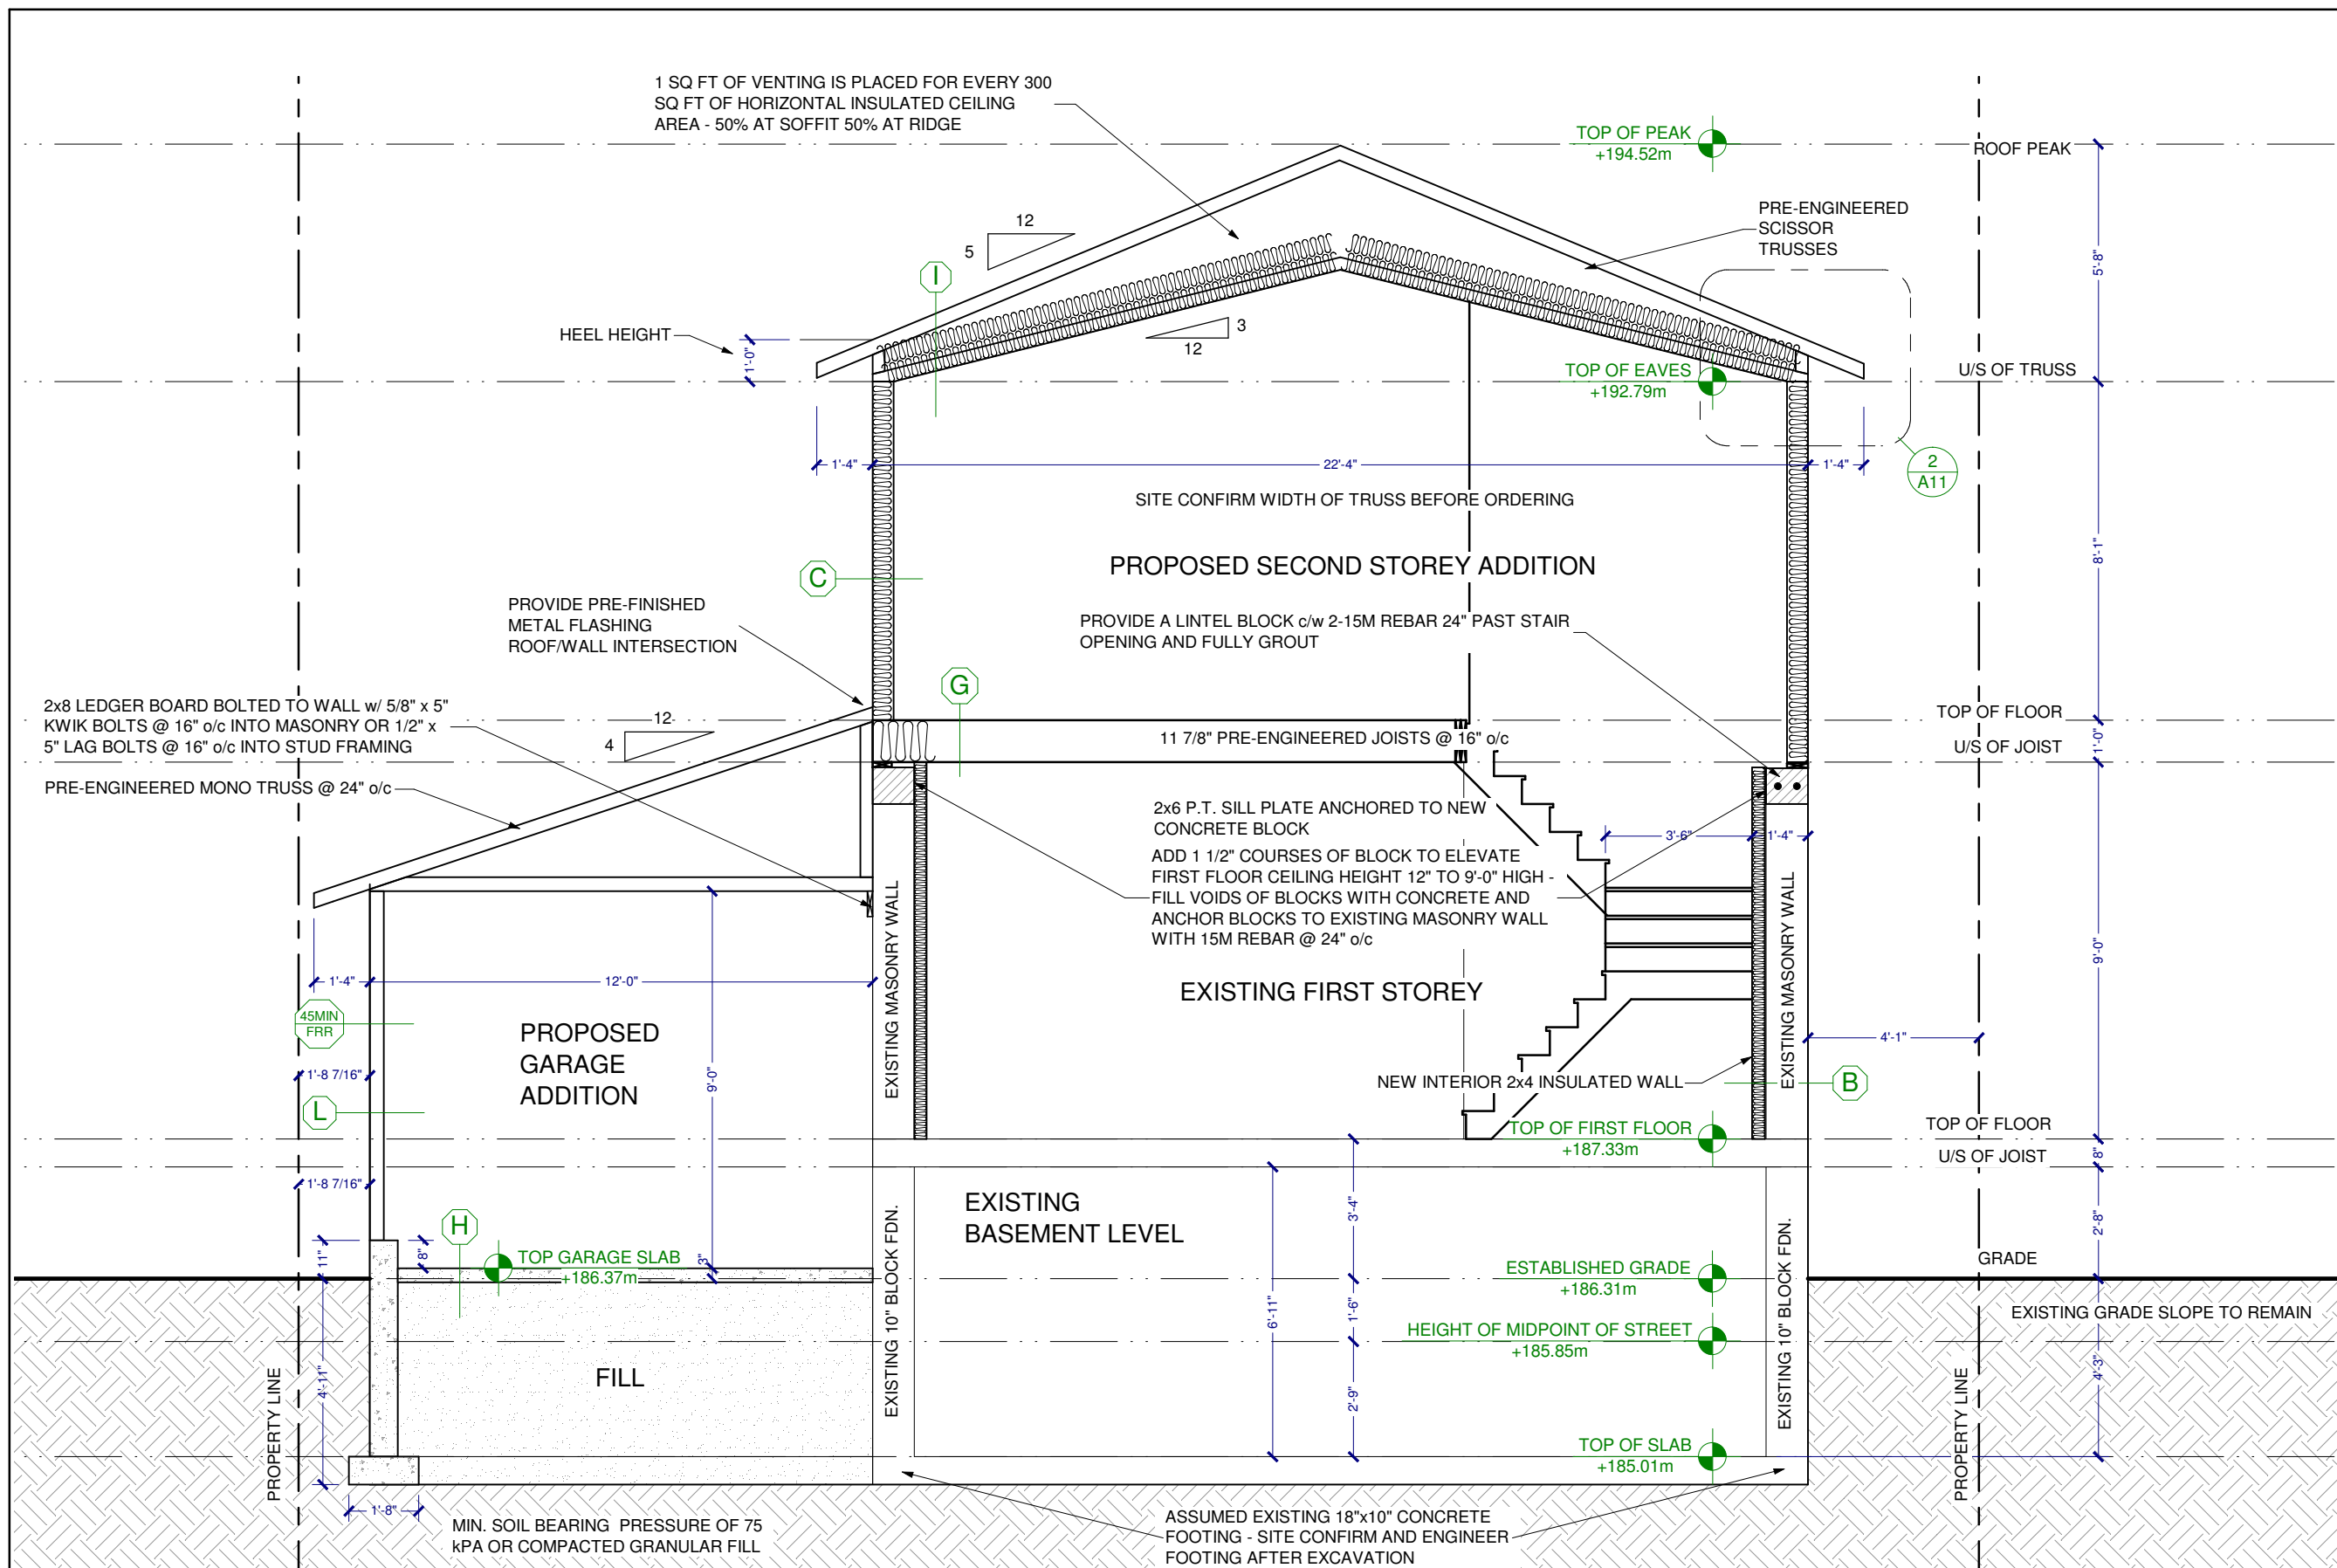 1 SQ FT OF VENTING IS PLACED FOR EVERY 300
SQ FT OF HORIZONTAL INSULATED CEILING
AREA - 50% AT SOFFIT 50% AT RIDGE
TOP OF PEAK
+194.52m
ROOF PEAK
PRE-ENGINEERED
SCISSOR
TRUSSES
12
5
I
5'-8"
HEEL HEIGHT
1'-0"
3
12
TOP OF EAVES
+192.79m
U/S OF TRUSS
1'-4"
22'-4"
1'-4"
2
A11
SITE CONFIRM WIDTH OF TRUSS BEFORE ORDERING
8'-1"
PROPOSED SECOND STOREY ADDITION
C
PROVIDE PRE-FINISHED
METAL FLASHING
ROOF/WALL INTERSECTION
PROVIDE A LINTEL BLOCK c/w 2-15M REBAR 24" PAST STAIR
OPENING AND FULLY GROUT
G
2x8 LEDGER BOARD BOLTED TO WALL w/ 5/8" x 5"
KWIK BOLTS @ 16" o/c INTO MASONRY OR 1/2" x
5" LAG BOLTS @ 16" o/c INTO STUD FRAMING
12
4
TOP OF FLOOR
11 7/8" PRE-ENGINEERED JOISTS @ 16" o/c
U/S OF JOIST
1'-0"
PRE-ENGINEERED MONO TRUSS @ 24" o/c
2x6 P.T. SILL PLATE ANCHORED TO NEW
CONCRETE BLOCK
3'-6"
1'-4"
ADD 1 1/2" COURSES OF BLOCK TO ELEVATE
FIRST FLOOR CEILING HEIGHT 12" TO 9'-0" HIGH -
FILL VOIDS OF BLOCKS WITH CONCRETE AND
ANCHOR BLOCKS TO EXISTING MASONRY WALL
WITH 15M REBAR @ 24" o/c
EXISTING MASONRY WALL
EXISTING MASONRY WALL
9'-0"
1'-4"
12'-0"
EXISTING FIRST STOREY
45MIN
FRR
PROPOSED
GARAGE
ADDITION
4'-1"
1'-8 7/16"
9'-0"
NEW INTERIOR 2x4 INSULATED WALL
B
L
TOP OF FLOOR
TOP OF FIRST FLOOR
+187.33m
U/S OF JOIST
8"
1'-8 7/16"
EXISTING
BASEMENT LEVEL
3'-4"
2'-8"
H
11"
8"
TOP GARAGE SLAB
+186.37m
3"
EXISTING 10" BLOCK FDN.
EXISTING 10" BLOCK FDN.
ESTABLISHED GRADE
+186.31m
GRADE
EXISTING GRADE SLOPE TO REMAIN
6'-11"
1'-6"
HEIGHT OF MIDPOINT OF STREET
+185.85m
4'-11"
FILL
2'-9"
4'-3"
PROPERTY LINE
PROPERTY LINE
TOP OF SLAB
+185.01m
1'-8"
MIN. SOIL BEARING PRESSURE OF 75
kPA OR COMPACTED GRANULAR FILL
ASSUMED EXISTING 18"x10" CONCRETE
FOOTING - SITE CONFIRM AND ENGINEER
FOOTING AFTER EXCAVATION